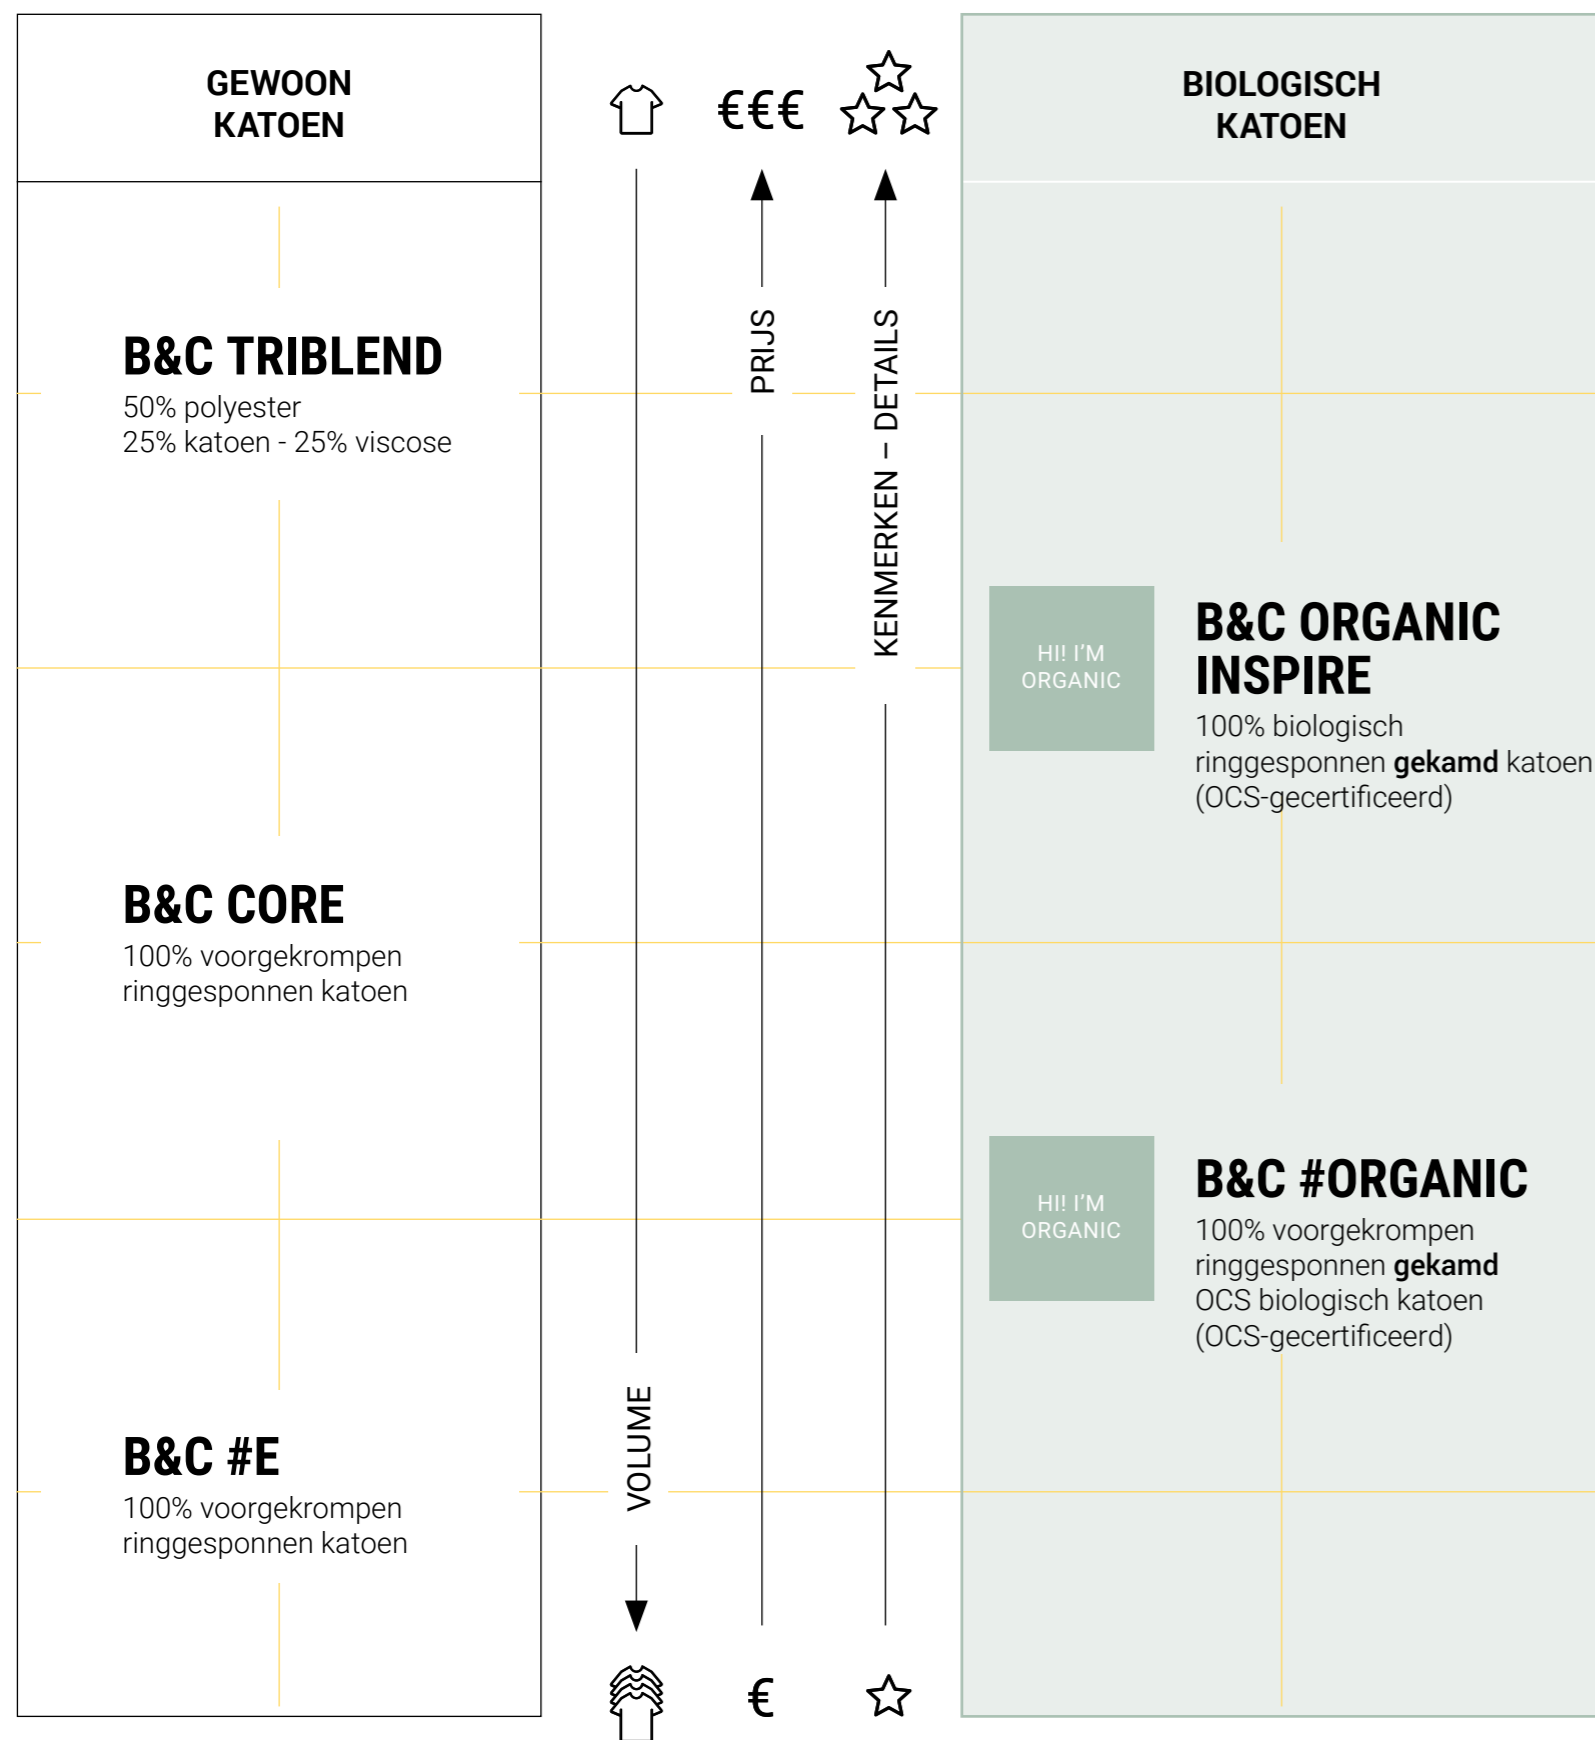 GEWOON
KATOEN
€€€
BIOLOGISCH
KATOEN
B&C TRIBLEND
50% polyester
25% katoen - 25% viscose
B&C CORE
100% voorgekrompen
ringgesponnen katoen
B&C #E
100% voorgekrompen
ringgesponnen katoen
VOLUME
PRIJS
KENMERKEN – DETAILS
€
HI! I'M
ORGANIC
B&C ORGANIC
INSPIRE
100% biologisch
ringgesponnen gekamd katoen
(OCS-gecertificeerd)
HI! I'M
ORGANIC
B&C #ORGANIC
100% voorgekrompen
ringgesponnen gekamd
OCS biologisch katoen
(OCS-gecertificeerd)